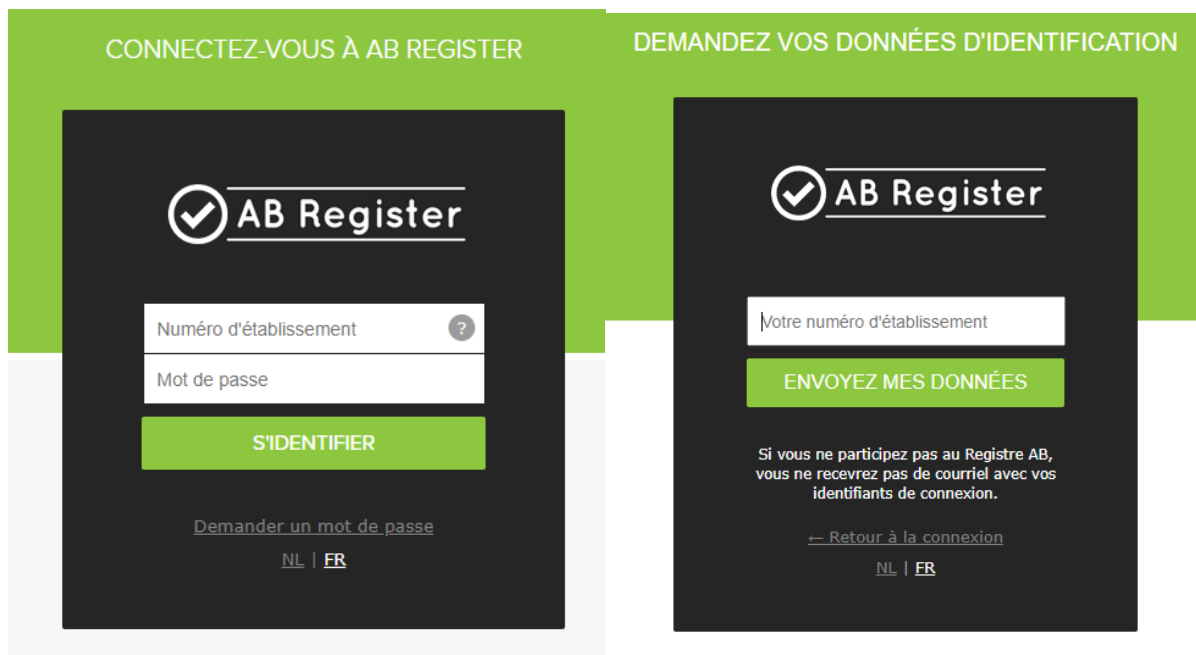 CONNECTEZ-VOUS À AB REGISTER
AB Register
Numéro d'établissement ?
Mot de passe
S'IDENTIFIER
Demander un mot de passe
NL | FR
DEMANDEZ VOS DONNÉES D'IDENTIFICATION
AB Register
Votre numéro d'établissement
ENVOYEZ MES DONNÉES
Si vous ne participez pas au Registre AB,
vous ne recevrez pas de courriel avec vos
identifiants de connexion.
← Retour à la connexion
NL | FR